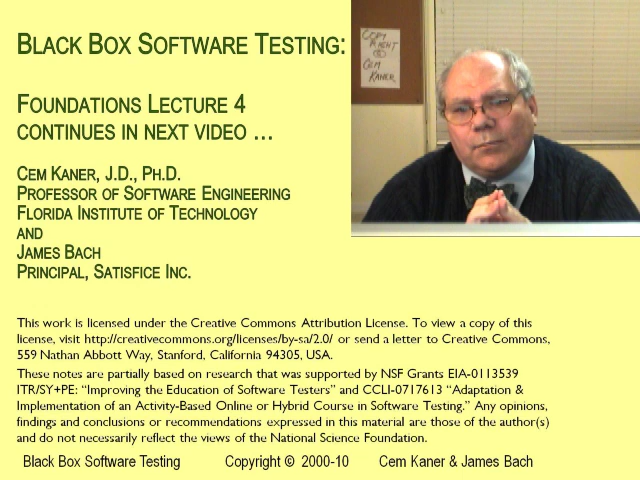 BLACK BOX SOFTWARE TESTING:
FOUNDATIONS LECTURE 4
CONTINUES IN NEXT VIDEO …
CEM KANER, J.D., PH.D.
PROFESSOR OF SOFTWARE ENGINEERING
FLORIDA INSTITUTE OF TECHNOLOGY
AND
JAMES BACH
PRINCIPAL, SATISFICE INC.
COPY
RIGHT ©
CEM
KANER
This work is licensed under the Creative Commons Attribution License. To view a copy of this
license, visit http://creativecommons.org/licenses/by-sa/2.0/ or send a letter to Creative Commons,
559 Nathan Abbott Way, Stanford, California 94305, USA.
These notes are partially based on research that was supported by NSF Grants EIA-0113539
ITR/SY+PE: “Improving the Education of Software Testers” and CCLI-0717613 “Adaptation &
Implementation of an Activity-Based Online or Hybrid Course in Software Testing.” Any opinions,
findings and conclusions or recommendations expressed in this material are those of the author(s)
and do not necessarily reflect the views of the National Science Foundation.
Black Box Software Testing Copyright © 2000-10 Cem Kaner & James Bach